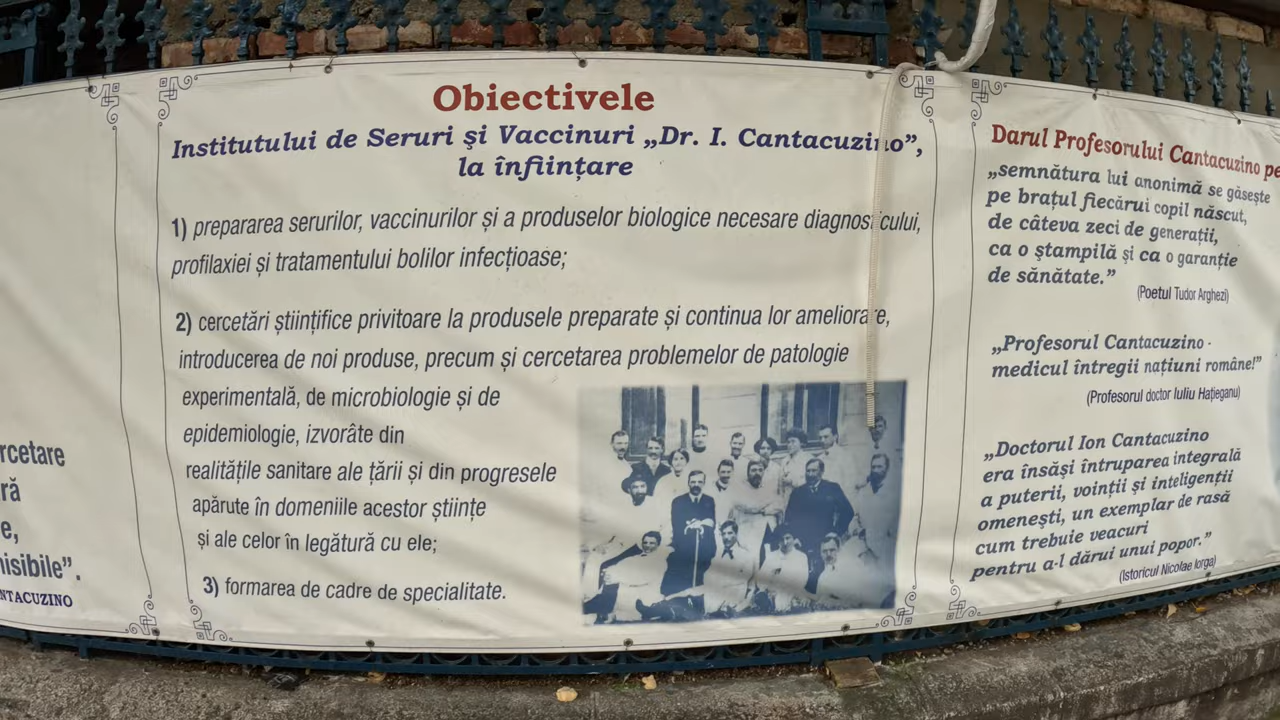 rcetare
ră
e,
nisibile”.
NTACUZINO
Obiectivele
Institutului de Seruri şi Vaccinuri „Dr. I. Cantacuzino”,
la înființare
1) prepararea serurilor, vaccinurilor și a produselor biologice necesare diagnosticului,
profilaxiei și tratamentului bolilor infecțioase;
2) cercetări științifice privitoare la produsele preparate și continua lor ameliorare,
introducerea de noi produse, precum și cercetarea problemelor de patologie
experimentală, de microbiologie și de
epidemiologie, izvorâte din
realitățile sanitare ale țării și din progresele
apărute în domeniile acestor științe
și ale celor în legătură cu ele;
3) formarea de cadre de specialitate.
Darul Profesorului Cantacuzino pe
„semnătura lui anonimă se găsește
pe brațul fiecărui copil născut,
de câteva zeci de generații,
ca o ștampilă și ca o garanție
de sănătate.”
(Poetul Tudor Arghezi)
„Profesorul Cantacuzino -
medicul întregii națiuni române!”
(Profesorul doctor Iuliu Hațieganu)
„Doctorul Ion Cantacuzino
era însăși întruparea integrală
a puterii, voinții și inteligenții
omenești, un exemplar de rasă
cum trebuie veacuri
pentru a-l dărui unui popor.”
(Istoricul Nicolae Iorga)